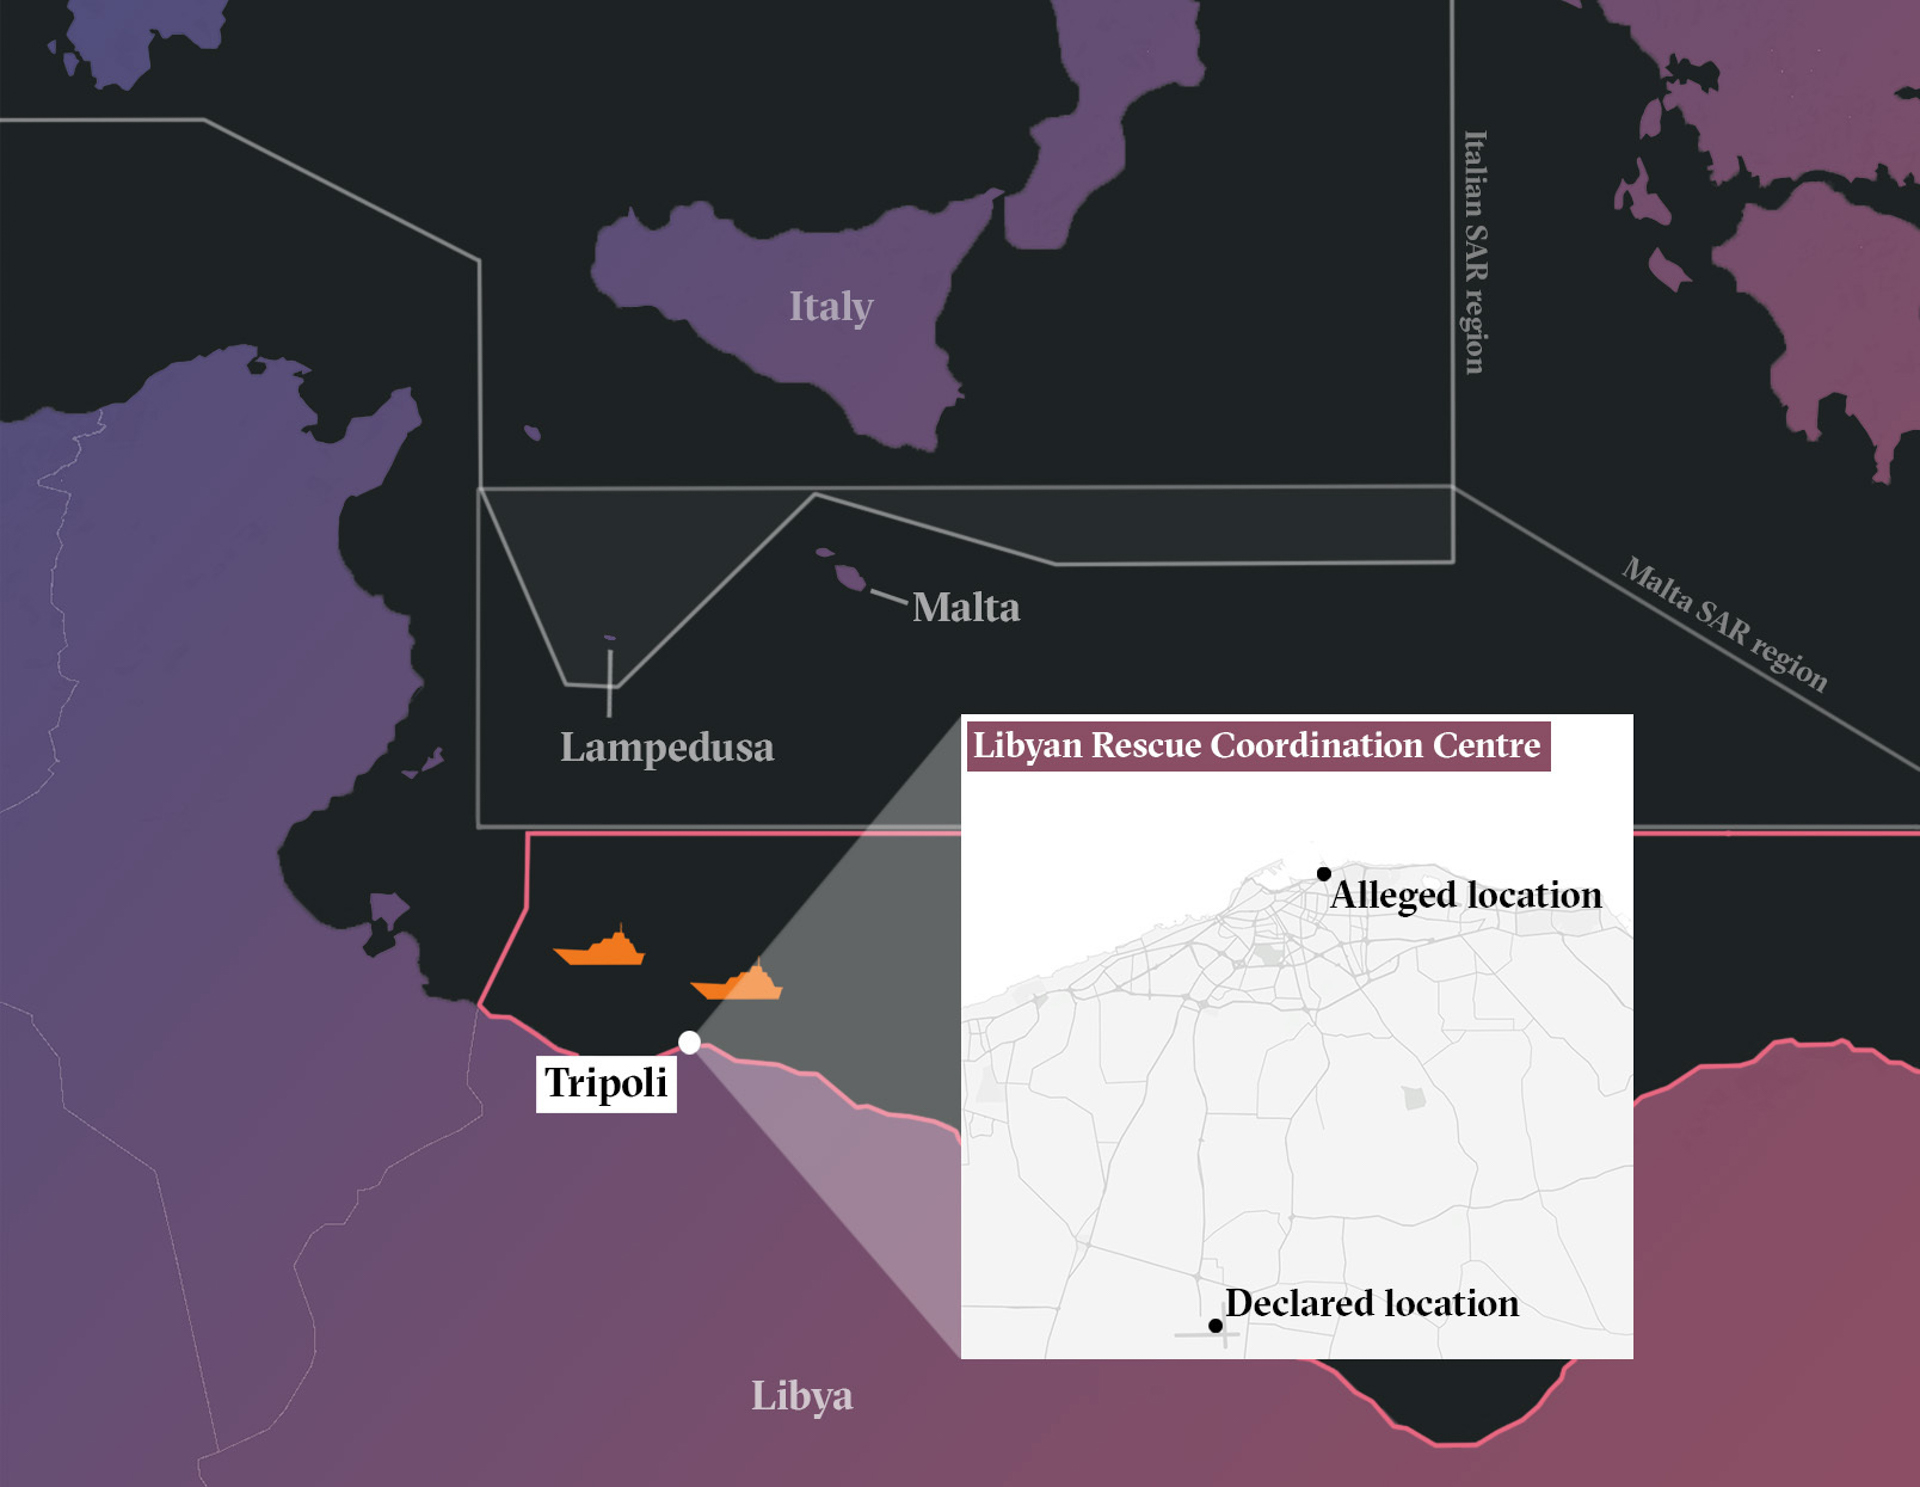 Italian SAR region
Italy
Malta SAR region
Malta
Lampedusa
Libyan Rescue Coordination Centre
Alleged location
Tripoli
Declared location
Libya